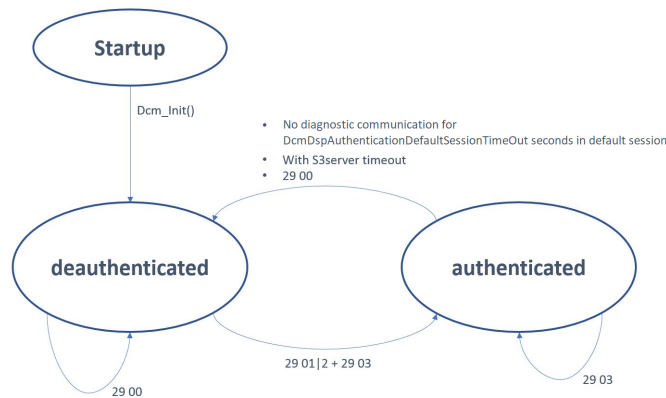 Startup
Dcm_Init()
• No diagnostic communication for
DcmDspAuthenticationDefaultSessionTimeOut seconds in default session
• With S3server timeout
• 29 00
deauthenticated
authenticated
29 01|2 + 29 03
29 00
29 03